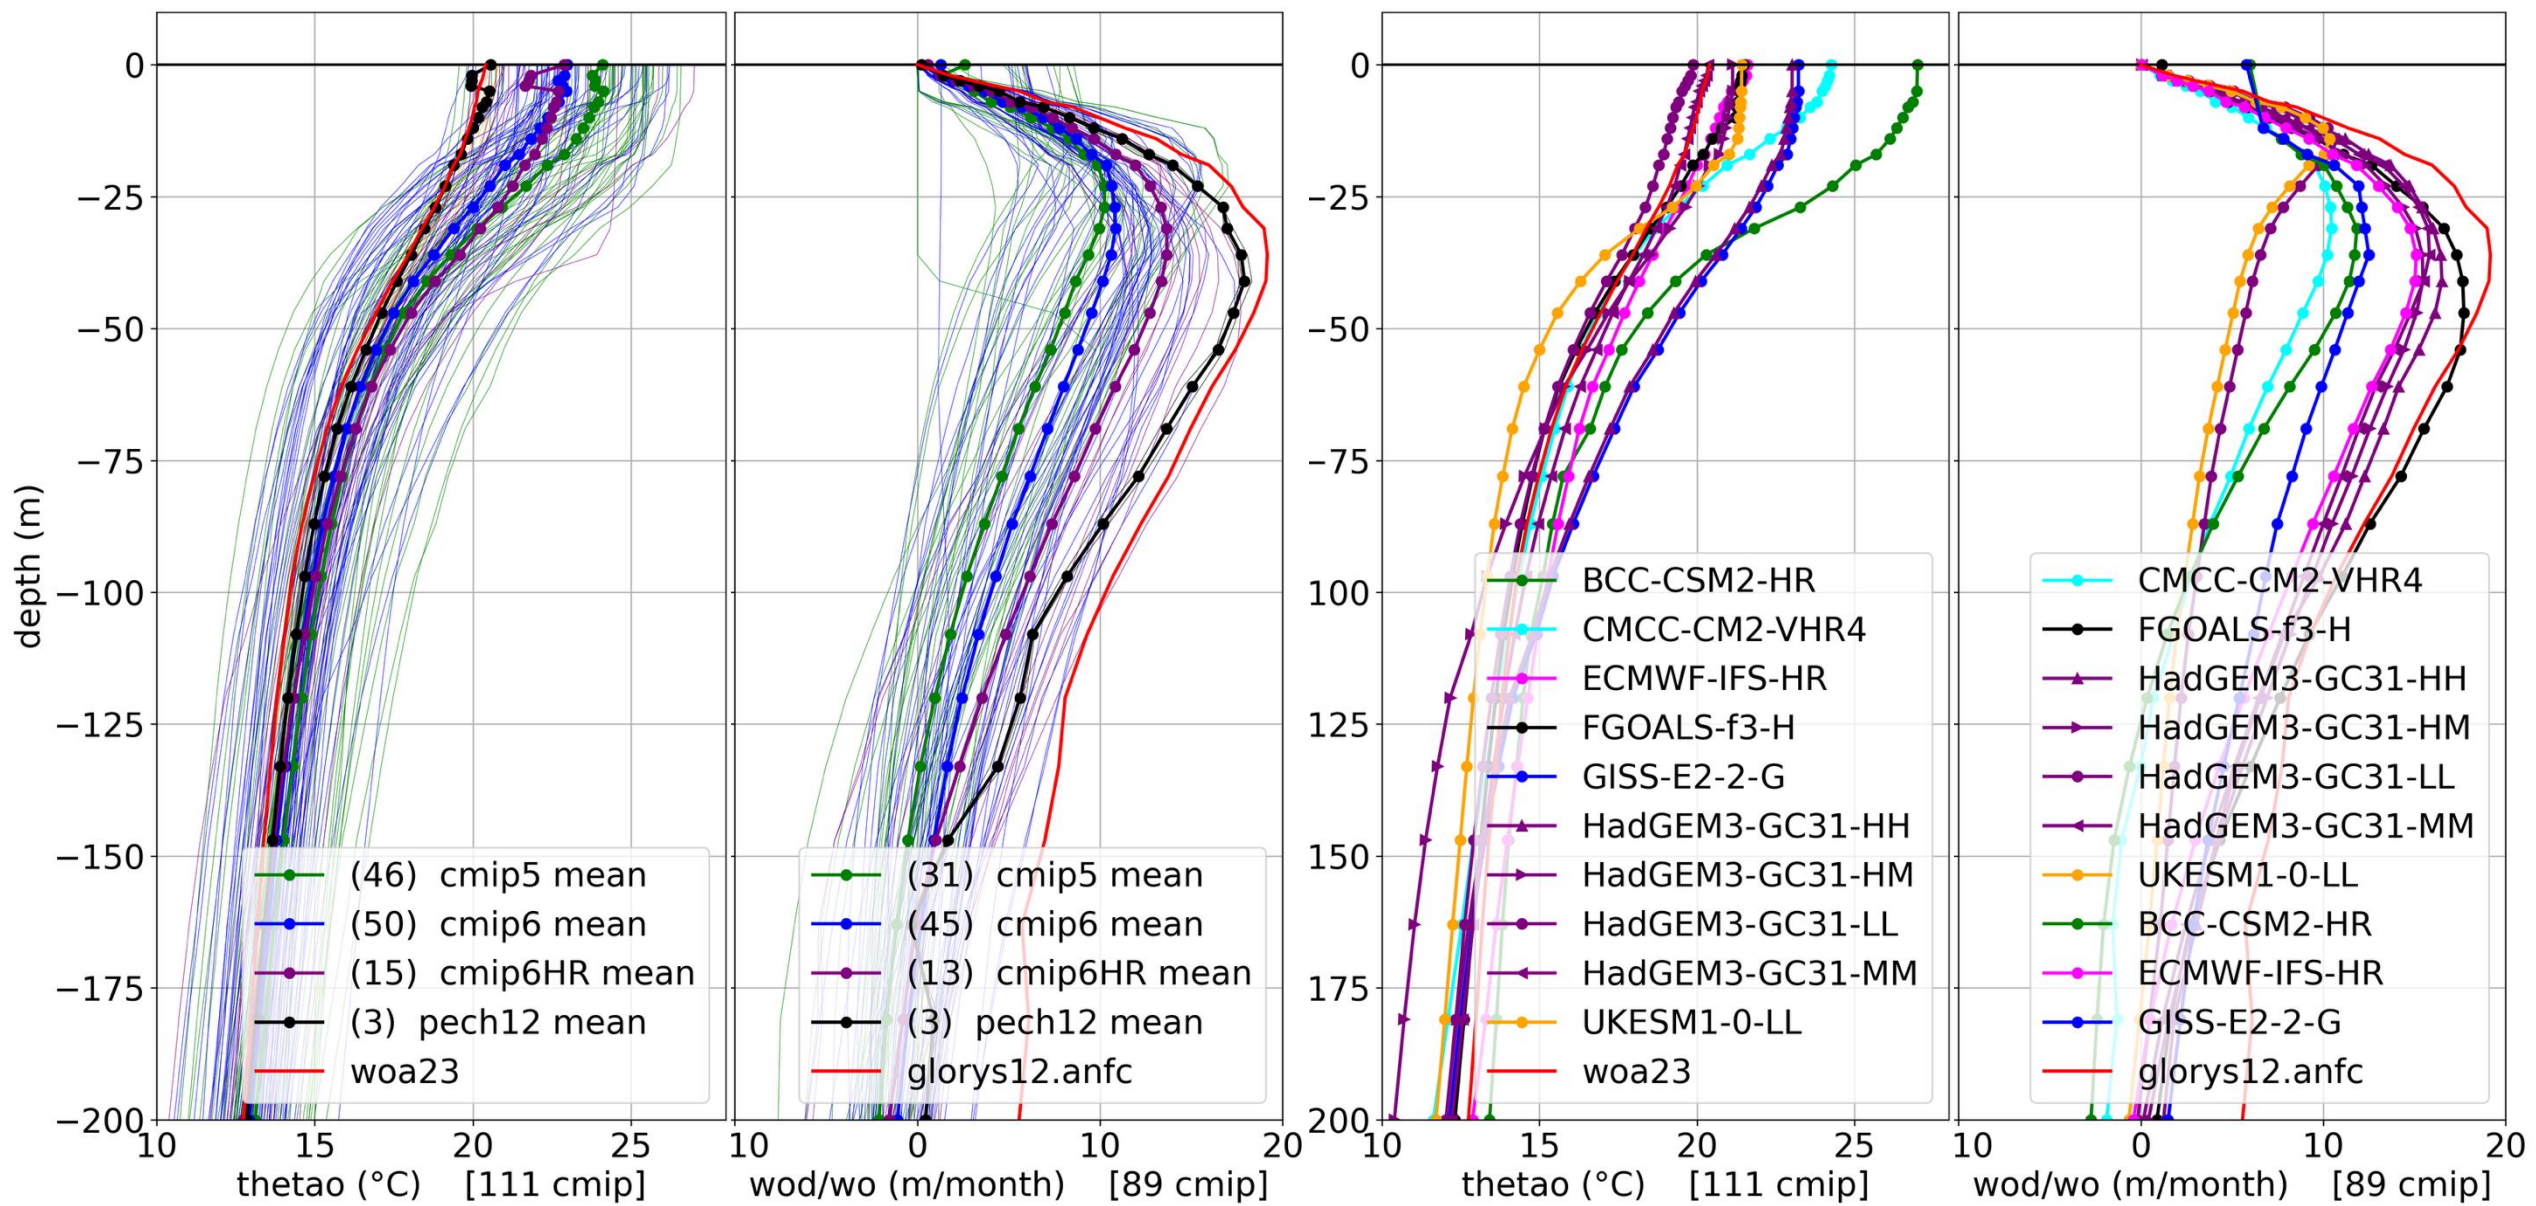 depth (m)
0
−25
−50
−75
−100
−125
−150
−175
−200
(46) cmip5 mean
(50) cmip6 mean
(15) cmip6HR mean
(3) pech12 mean
woa23
10 15 20 25
thetao (°C) [111 cmip]
(31) cmip5 mean
(45) cmip6 mean
(13) cmip6HR mean
(3) pech12 mean
glorys12.anfc
10 0 10 20
wod/wo (m/month) [89 cmip]
0
−25
−50
−75
100
125
150
175
200
BCC-CSM2-HR
CMCC-CM2-VHR4
ECMWF-IFS-HR
FGOALS-f3-H
GISS-E2-2-G
HadGEM3-GC31-HH
HadGEM3-GC31-HM
HadGEM3-GC31-LL
HadGEM3-GC31-MM
UKESM1-0-LL
woa23
10 15 20 25
thetao (°C) [111 cmip]
CMCC-CM2-VHR4
FGOALS-f3-H
HadGEM3-GC31-HH
HadGEM3-GC31-HM
HadGEM3-GC31-LL
HadGEM3-GC31-MM
UKESM1-0-LL
BCC-CSM2-HR
ECMWF-IFS-HR
GISS-E2-2-G
glorys12.anfc
10 0 10 20
wod/wo (m/month) [89 cmip]